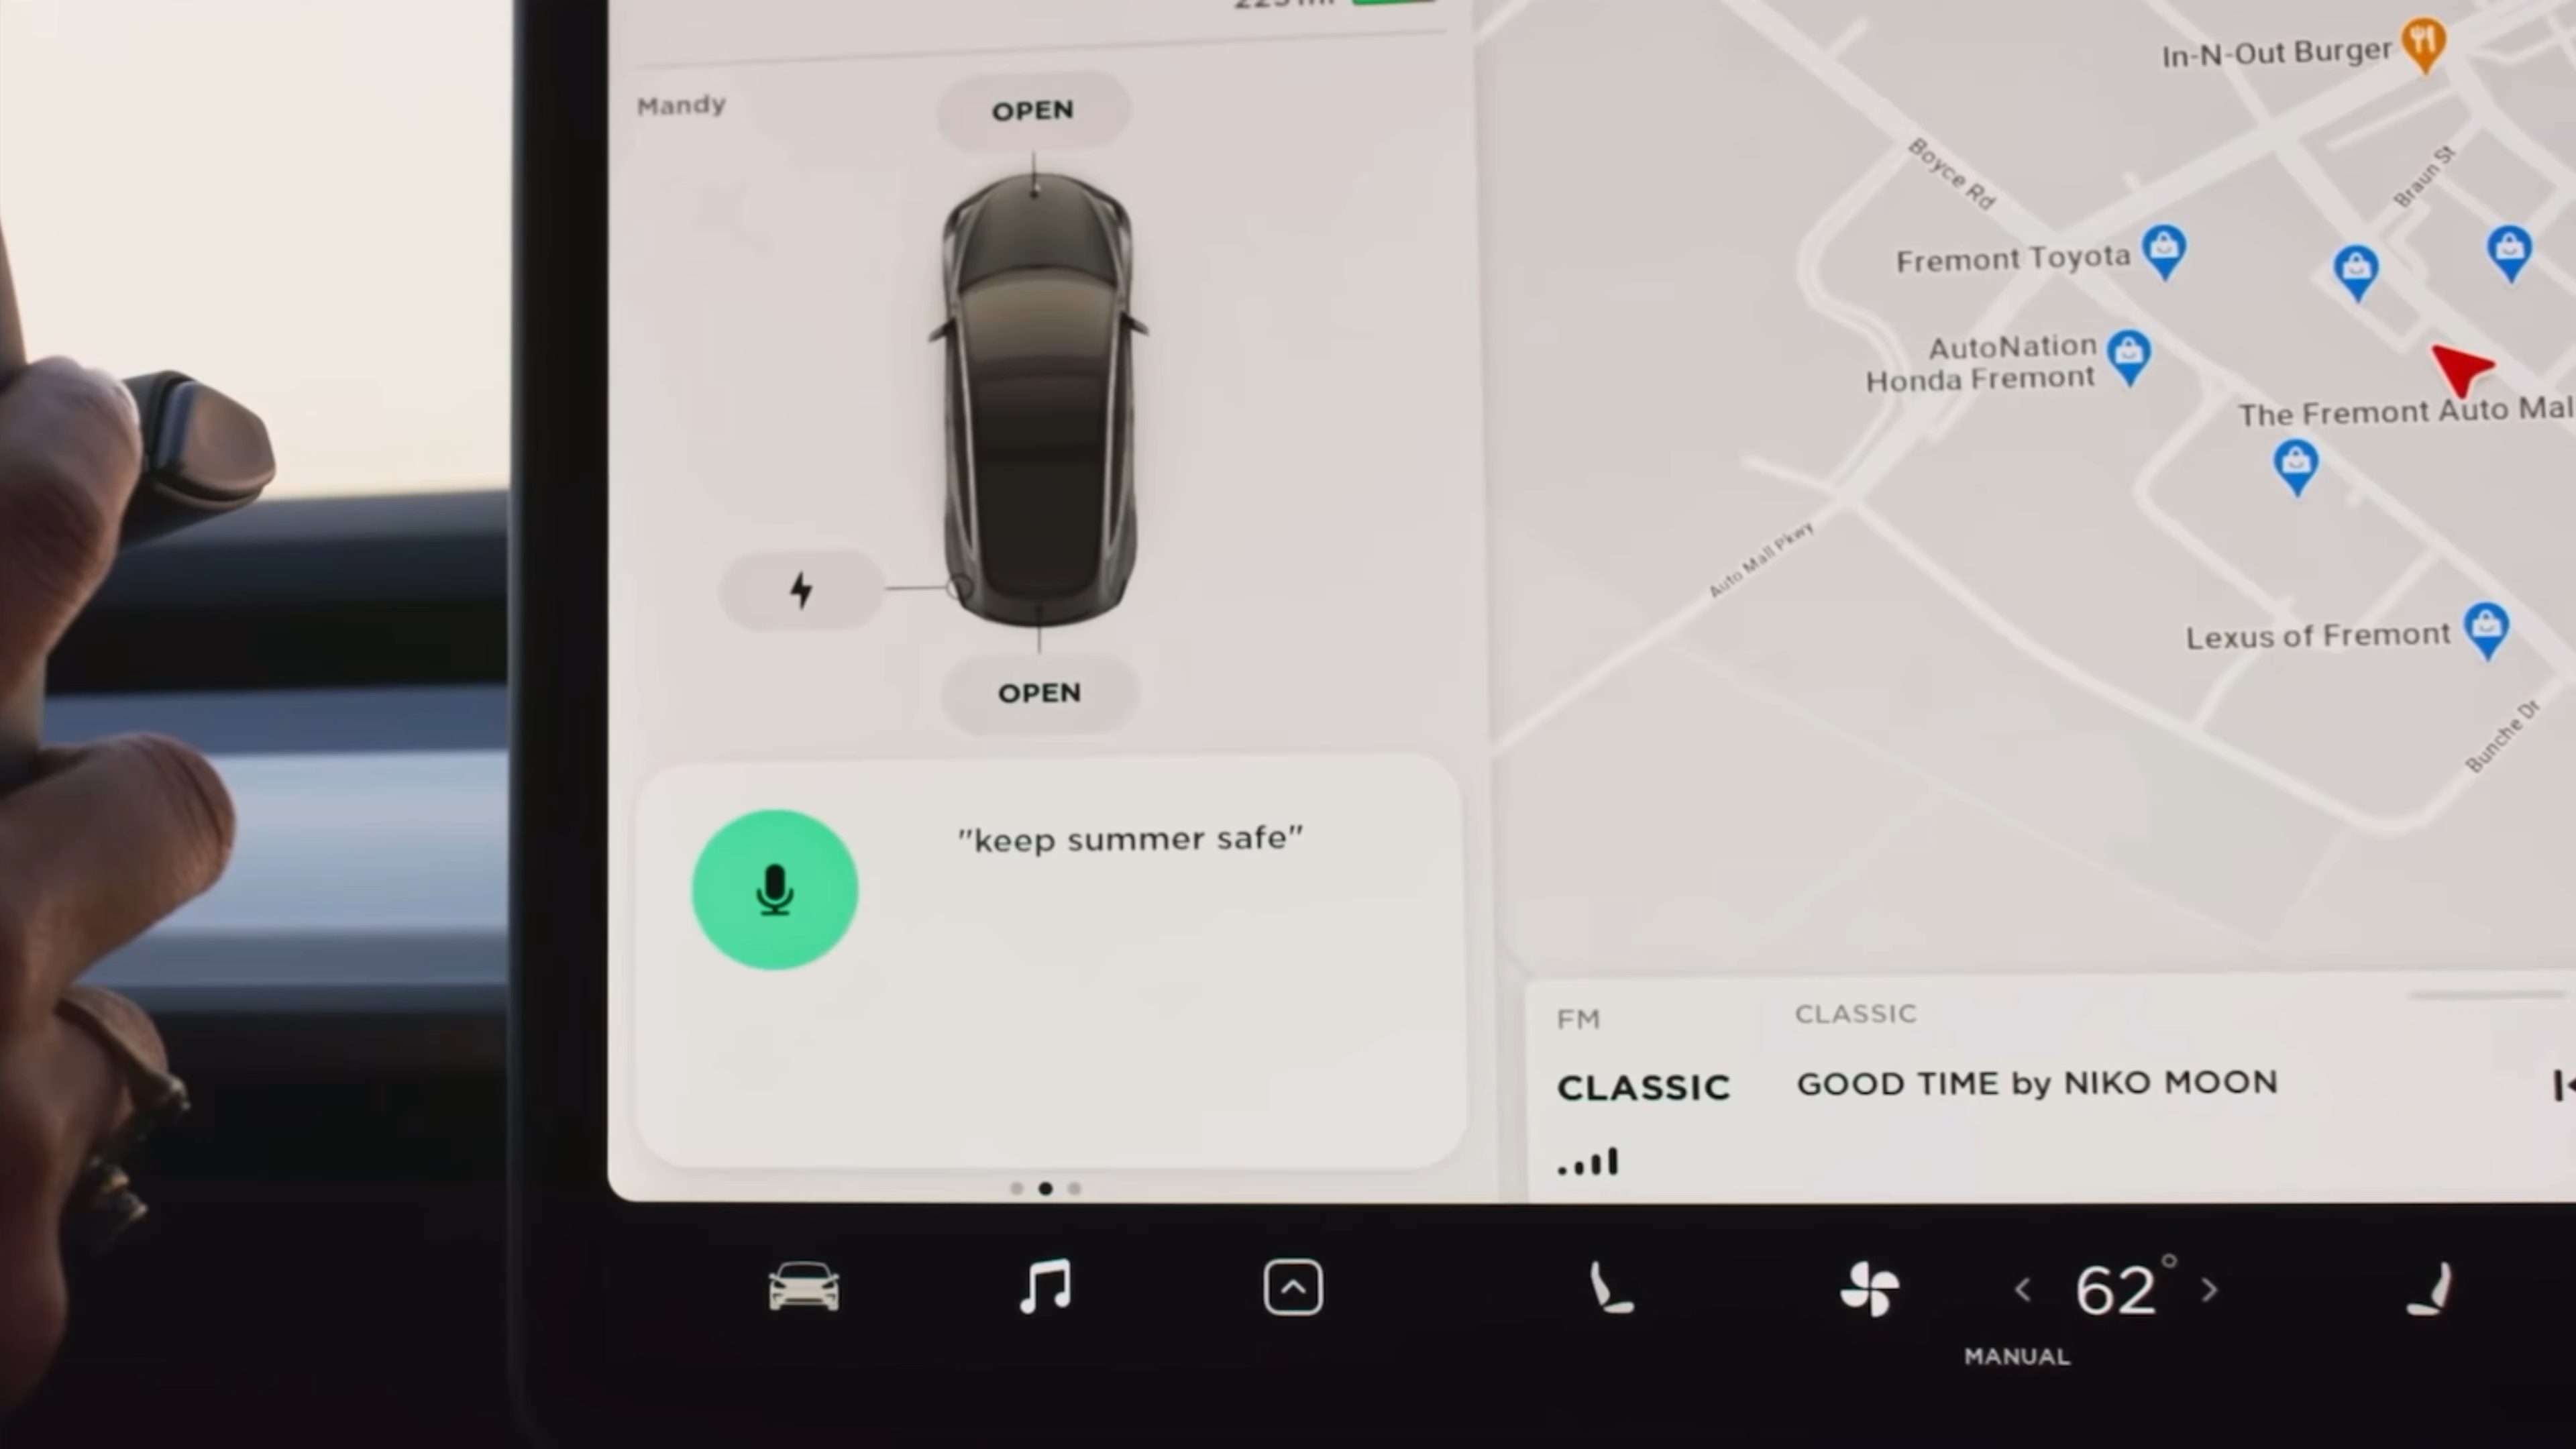 Mandy
OPEN
OPEN
"keep summer safe"
In-N-Out Burger
Boyce Rd
Braun St
Fremont Toyota
AutoNation
Honda Fremont
The Fremont Auto Mal
Auto Mall Pkwy
Lexus of Fremont
Bunche Dr
FM
CLASSIC
CLASSIC
GOOD TIME by NIKO MOON
62°
MANUAL